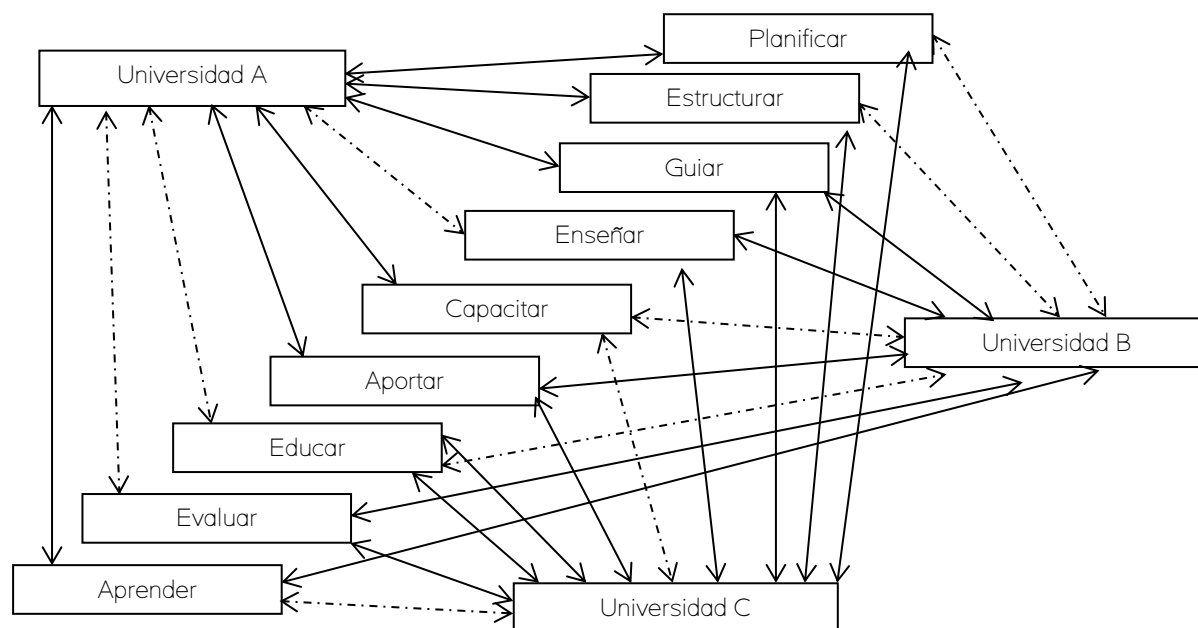 Planificar
Universidad A
Estructurar
Guiar
Enseñar
Capacitar
Universidad B
Aportar
Educar
Evaluar
Aprender
Universidad C